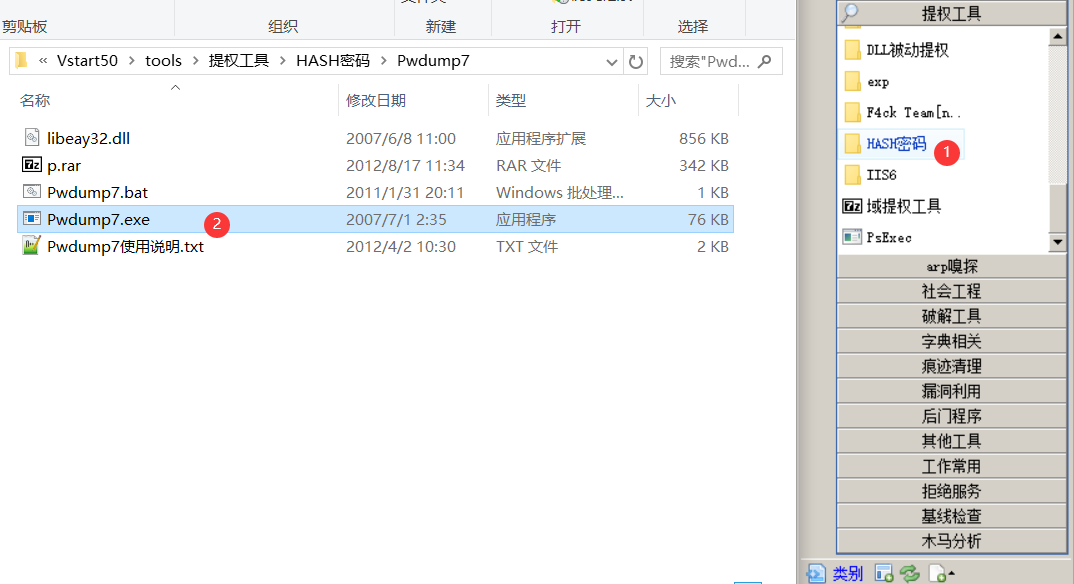 剪贴板
组织
新建
打开
选择
« Vstart50 › tools › 提权工具 › HASH密码 › Pwdump7
搜索"Pwd...
名称 修改日期 类型 大小
libeay32.dll 2007/6/8 11:00 应用程序扩展 856 KB
p.rar 2012/8/17 11:34 RAR 文件 342 KB
Pwdump7.bat 2011/1/31 20:11 Windows 批处理... 1 KB
Pwdump7.exe 2 2007/7/1 2:35 应用程序 76 KB
Pwdump7使用说明.txt 2012/4/2 10:30 TXT 文件 2 KB
提权工具
DLL被动提权
exp
F4ck Team[n..
HASH密码 1
IIS6
域提权工具
PsExec
arp嗅探
社会工程
破解工具
字典相关
痕迹清理
漏洞利用
后门程序
其他工具
工作常用
拒绝服务
基线检查
木马分析
类别